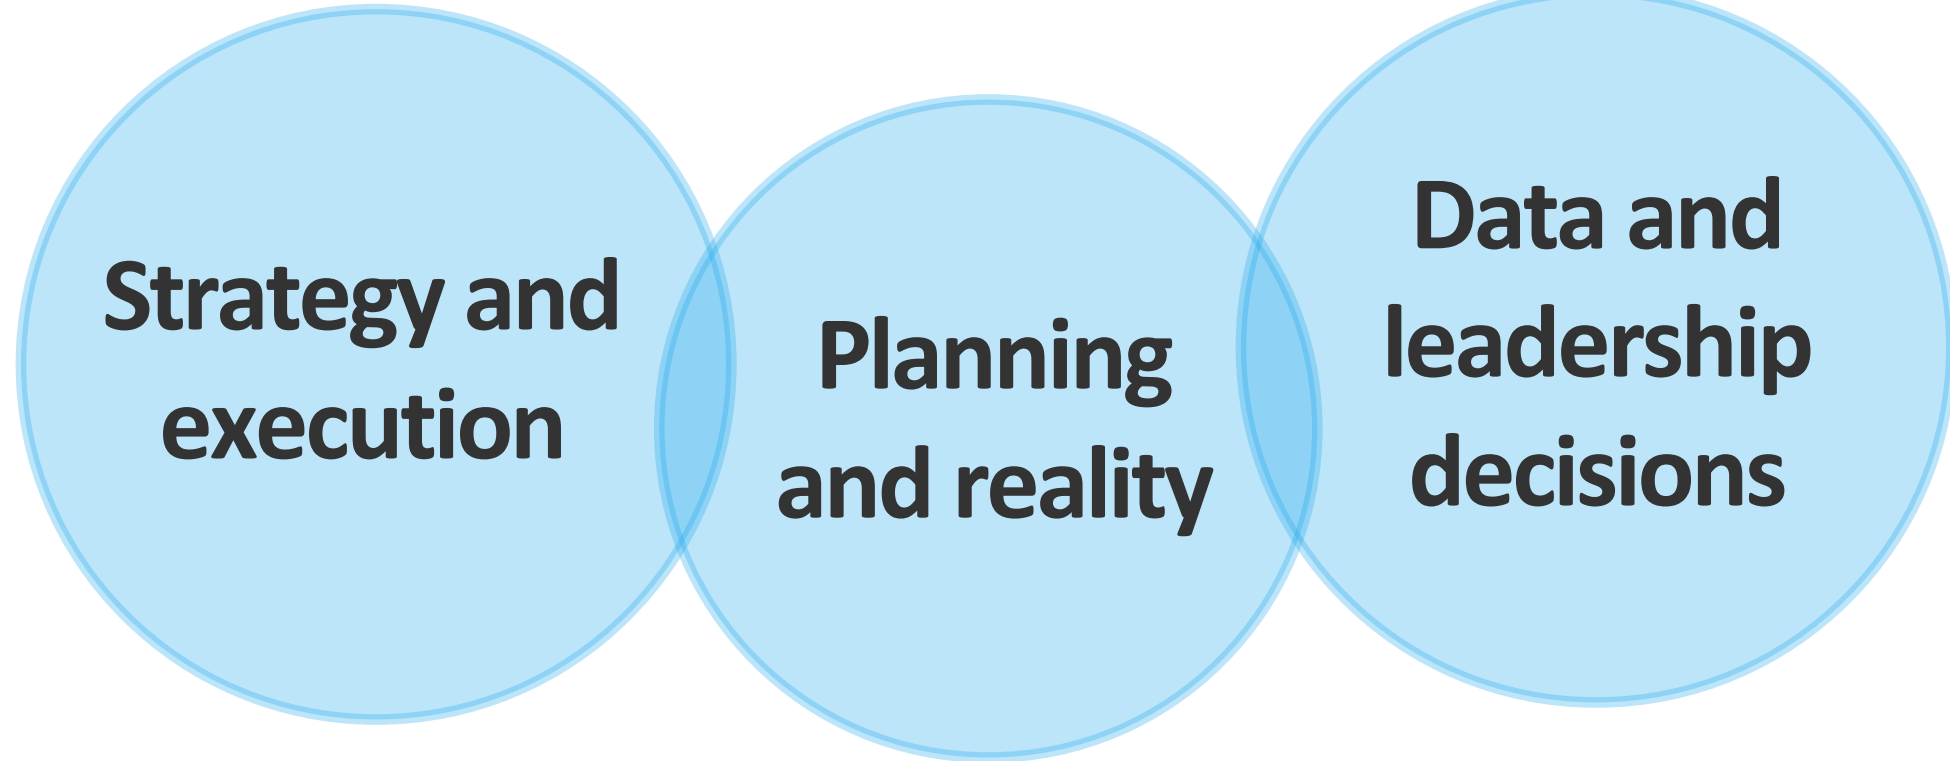 Strategy and
execution
Planning
and reality
Data and
leadership
decisions